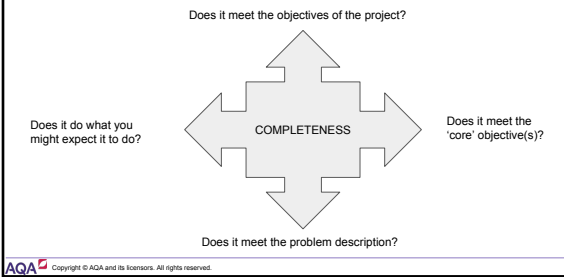 Does it meet the objectives of the project?
Does it do what you
might expect it to do?
COMPLETENESS
Does it meet the
'core' objective(s)?
Does it meet the problem description?
AQA Copyright © AQA and its licensors. All rights reserved.